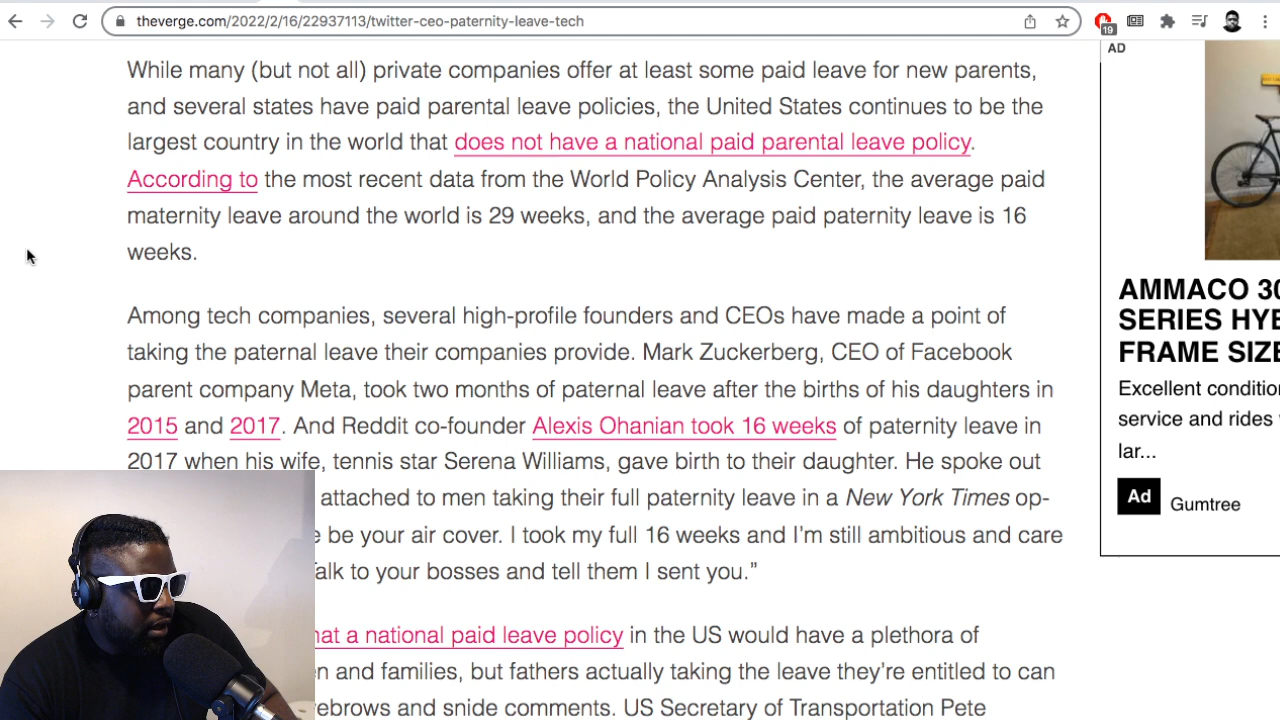 theverge.com/2022/2/16/22937113/twitter-ceo-paternity-leave-tech
19
While many (but not all) private companies offer at least some paid leave for new parents,
and several states have paid parental leave policies, the United States continues to be the
largest country in the world that does not have a national paid parental leave policy.
According to the most recent data from the World Policy Analysis Center, the average paid
maternity leave around the world is 29 weeks, and the average paid paternity leave is 16
weeks.
Among tech companies, several high-profile founders and CEOs have made a point of
taking the paternal leave their companies provide. Mark Zuckerberg, CEO of Facebook
parent company Meta, took two months of paternal leave after the births of his daughters in
2015 and 2017. And Reddit co-founder Alexis Ohanian took 16 weeks of paternity leave in
2017 when his wife, tennis star Serena Williams, gave birth to their daughter. He spoke out
attached to men taking their full paternity leave in a New York Times op-
be your air cover. I took my full 16 weeks and I'm still ambitious and care
to your bosses and tell them I sent you.”
a national paid leave policy in the US would have a plethora of
and families, but fathers actually taking the leave they're entitled to can
and snide comments. US Secretary of Transportation Pete
AD
AMMACO
SERIES
FRAME
Excellent
service and rides
lar...
Ad Gumtree